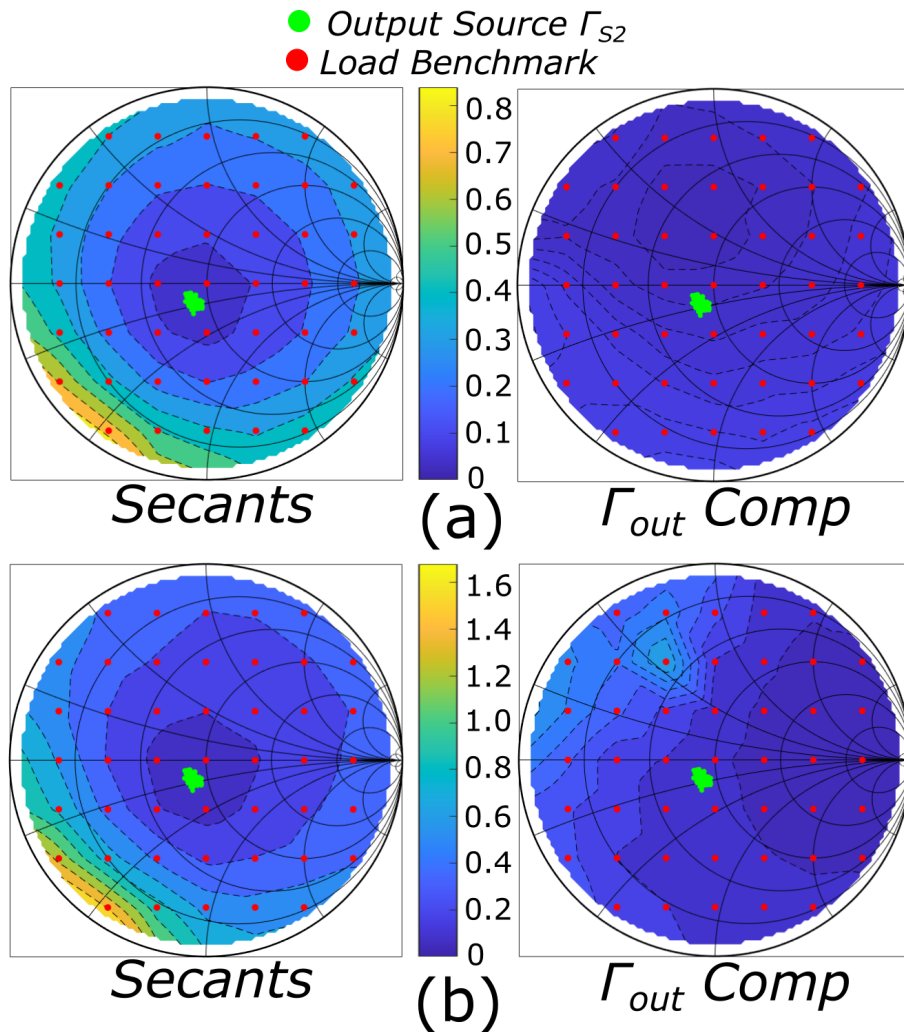 Output Source Γ_S2
Load Benchmark
0.8
0.7
0.6
0.5
0.4
0.3
0.2
0.1
0
Secants
(a)
Γ_out Comp
1.6
1.4
1.2
1.0
0.8
0.6
0.4
0.2
0
Secants
(b)
Γ_out Comp